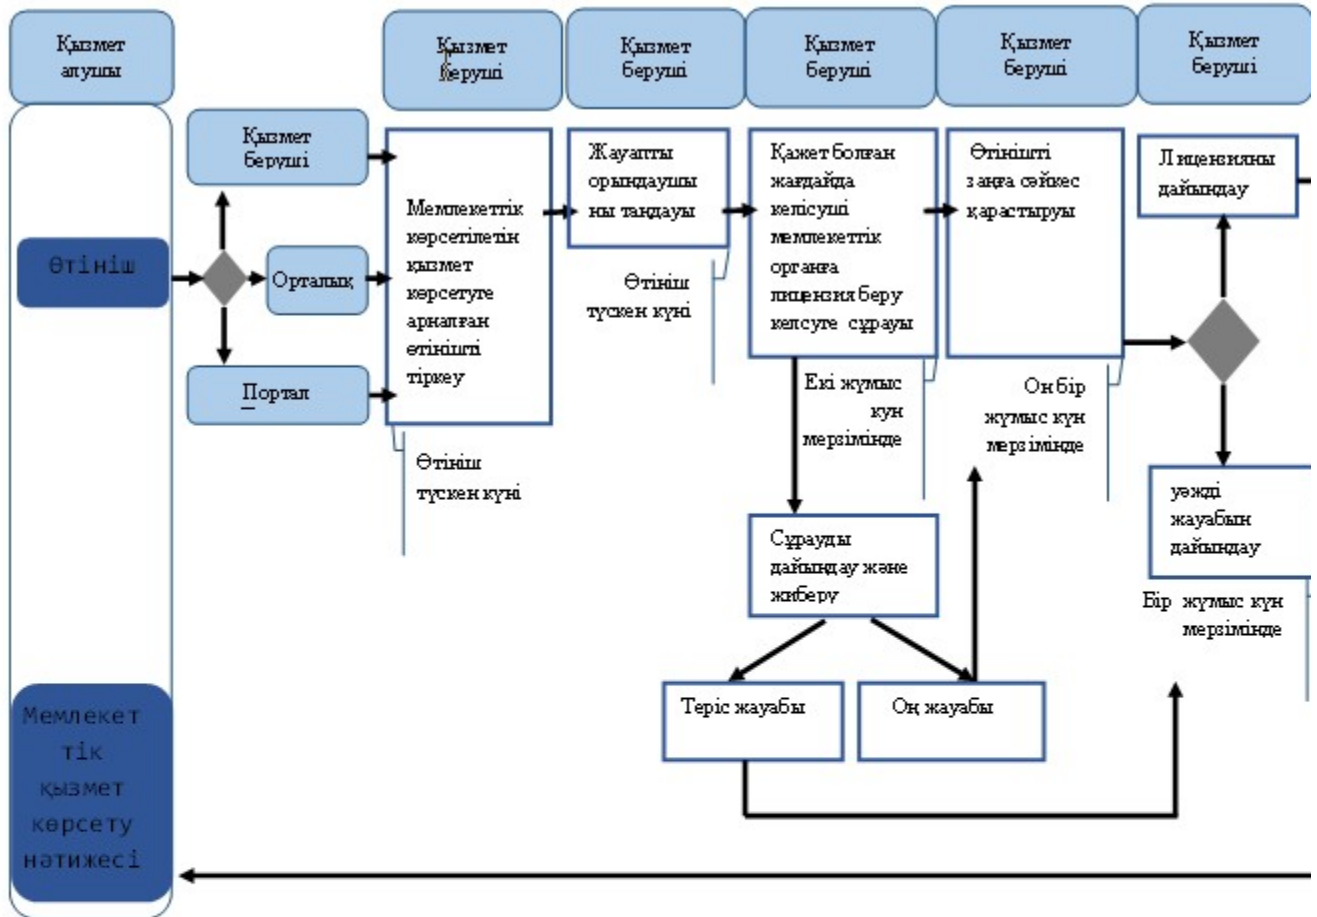 Қызмет
алушы
Қызмет
беруші
Қызмет
беруші
Қызмет
беруші
Қызмет
беруші
Қызмет
беруші
Қызмет
беруші
Орталық
Портал
Өтініш
Мемлекеттік
көрсетілетін
қызмет
көрсетуге
арналған
өтінішті
тіркеу
Өтініш
түскен күні
Жауапты
орындаушы
ны таңдауы
Өтініш
түскен күні
Қажет болған
жағдайда
келісуші
мемлекеттік
органға
лицензия беру
келсуге сұрауы
Екі жұмыс
күн
мерзімінде
Өтінішті
заңға сәйкес
қарастыруы
Он бір
жұмыс күн
мерзімінде
Лицензияны
дайындау
уәжді
жауабын
дайындау
Бір жұмыс күн
мерзімінде
Сұрауды
дайындау және
жиберу
Теріс жауабы
Оң жауабы
Мемлекет
тік
қызмет
көрсету
нәтижесі